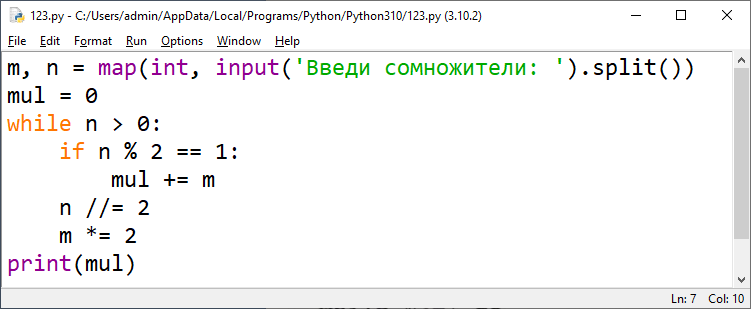 123.py - C:/Users/admin/AppData/Local/Programs/Python/Python310/123.py (3.10.2)
File Edit Format Run Options Window Help
m, n = map(int, input('Введи сомножители: ').split())
mul = 0
while n > 0:
    if n % 2 == 1:
        mul += m
    n //= 2
    m *= 2
print(mul)
Ln: 7 Col: 10